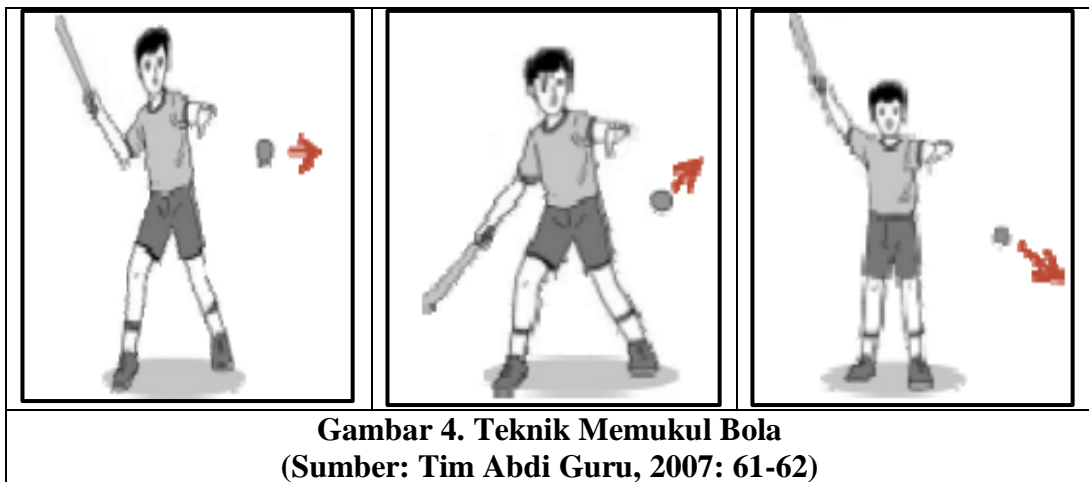 Gambar 4. Teknik Memukul Bola
(Sumber: Tim Abdi Guru, 2007: 61-62)